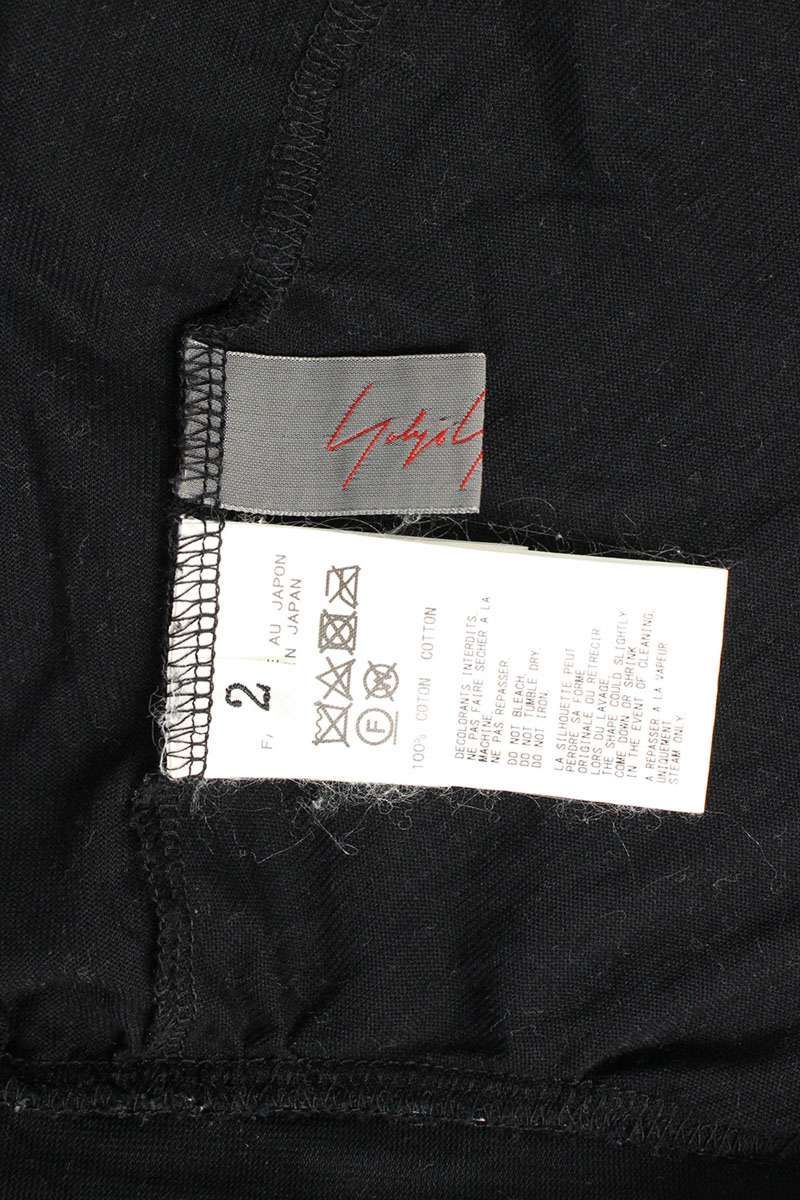 YohjiY
2
F/
E AU JAPON
IN JAPAN
F
100% COTON COTTON
DECOLORANTS INTERDITS.
NE PAS FAIRE SECHER A LA
MACHINE.
NE PAS REPASSER
DO NOT BLEACH.
DO NOT TUMBLE DRY.
DO NOT IRON.
LA SILHOUETTE PEUT
PERDRE SA FORME
ORIGINALE OU RETRECIR
LORS DU LAVAGE.
THE SHAPE COULD SLIGHTLY
COME DOWN OR SHRINK
IN THE EVENT OF CLEANING.
A REPASSER A LA VAPEUR
UNIQUEMENT
STEAM ONLY